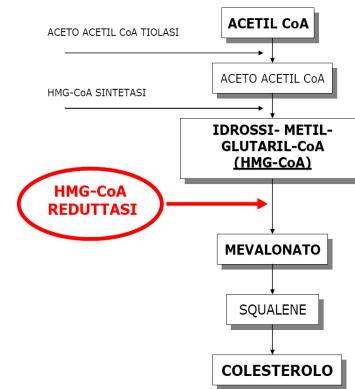 ACETIL CoA
ACETO ACETIL CoA TIOLASI
ACETO ACETIL CoA
HMG-CoA SINTETASI
IDROSSI- METIL-
GLUTARIL-CoA
(HMG-CoA)
HMG-CoA
REDUTTASI
MEVALONATO
SQUALENE
COLESTEROLO